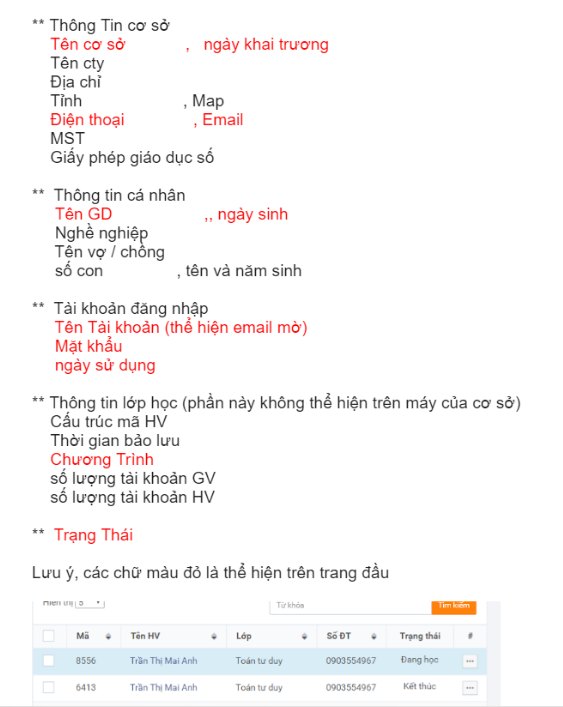 ** Thông Tin cơ sở
Tên cơ sở , ngày khai trương
Tên cty
Địa chỉ
Tỉnh , Map
Điện thoại , Email
MST
Giấy phép giáo dục số
** Thông tin cá nhân
Tên GD ,, ngày sinh
Nghề nghiệp
Tên vợ / chồng
số con , tên và năm sinh
** Tài khoản đăng nhập
Tên Tài khoản (thể hiện email mờ)
Mặt khẩu
ngày sử dụng
** Thông tin lớp học (phần này không thể hiện trên máy của cơ sở)
Cấu trúc mã HV
Thời gian bảo lưu
Chương Trình
số lượng tài khoản GV
số lượng tài khoản HV
** Trạng Thái
Lưu ý, các chữ màu đỏ là thể hiện trên trang đầu
Hiển thị 5 Từ khóa Tìm kiếm
Mã Tên HV Lớp Số ĐT Trạng thái #
8556 Trần Thị Mai Anh Toán tư duy 0903554967 Đang học ...
6413 Trần Thị Mai Anh Toán tư duy 0903554967 Kết thúc ...